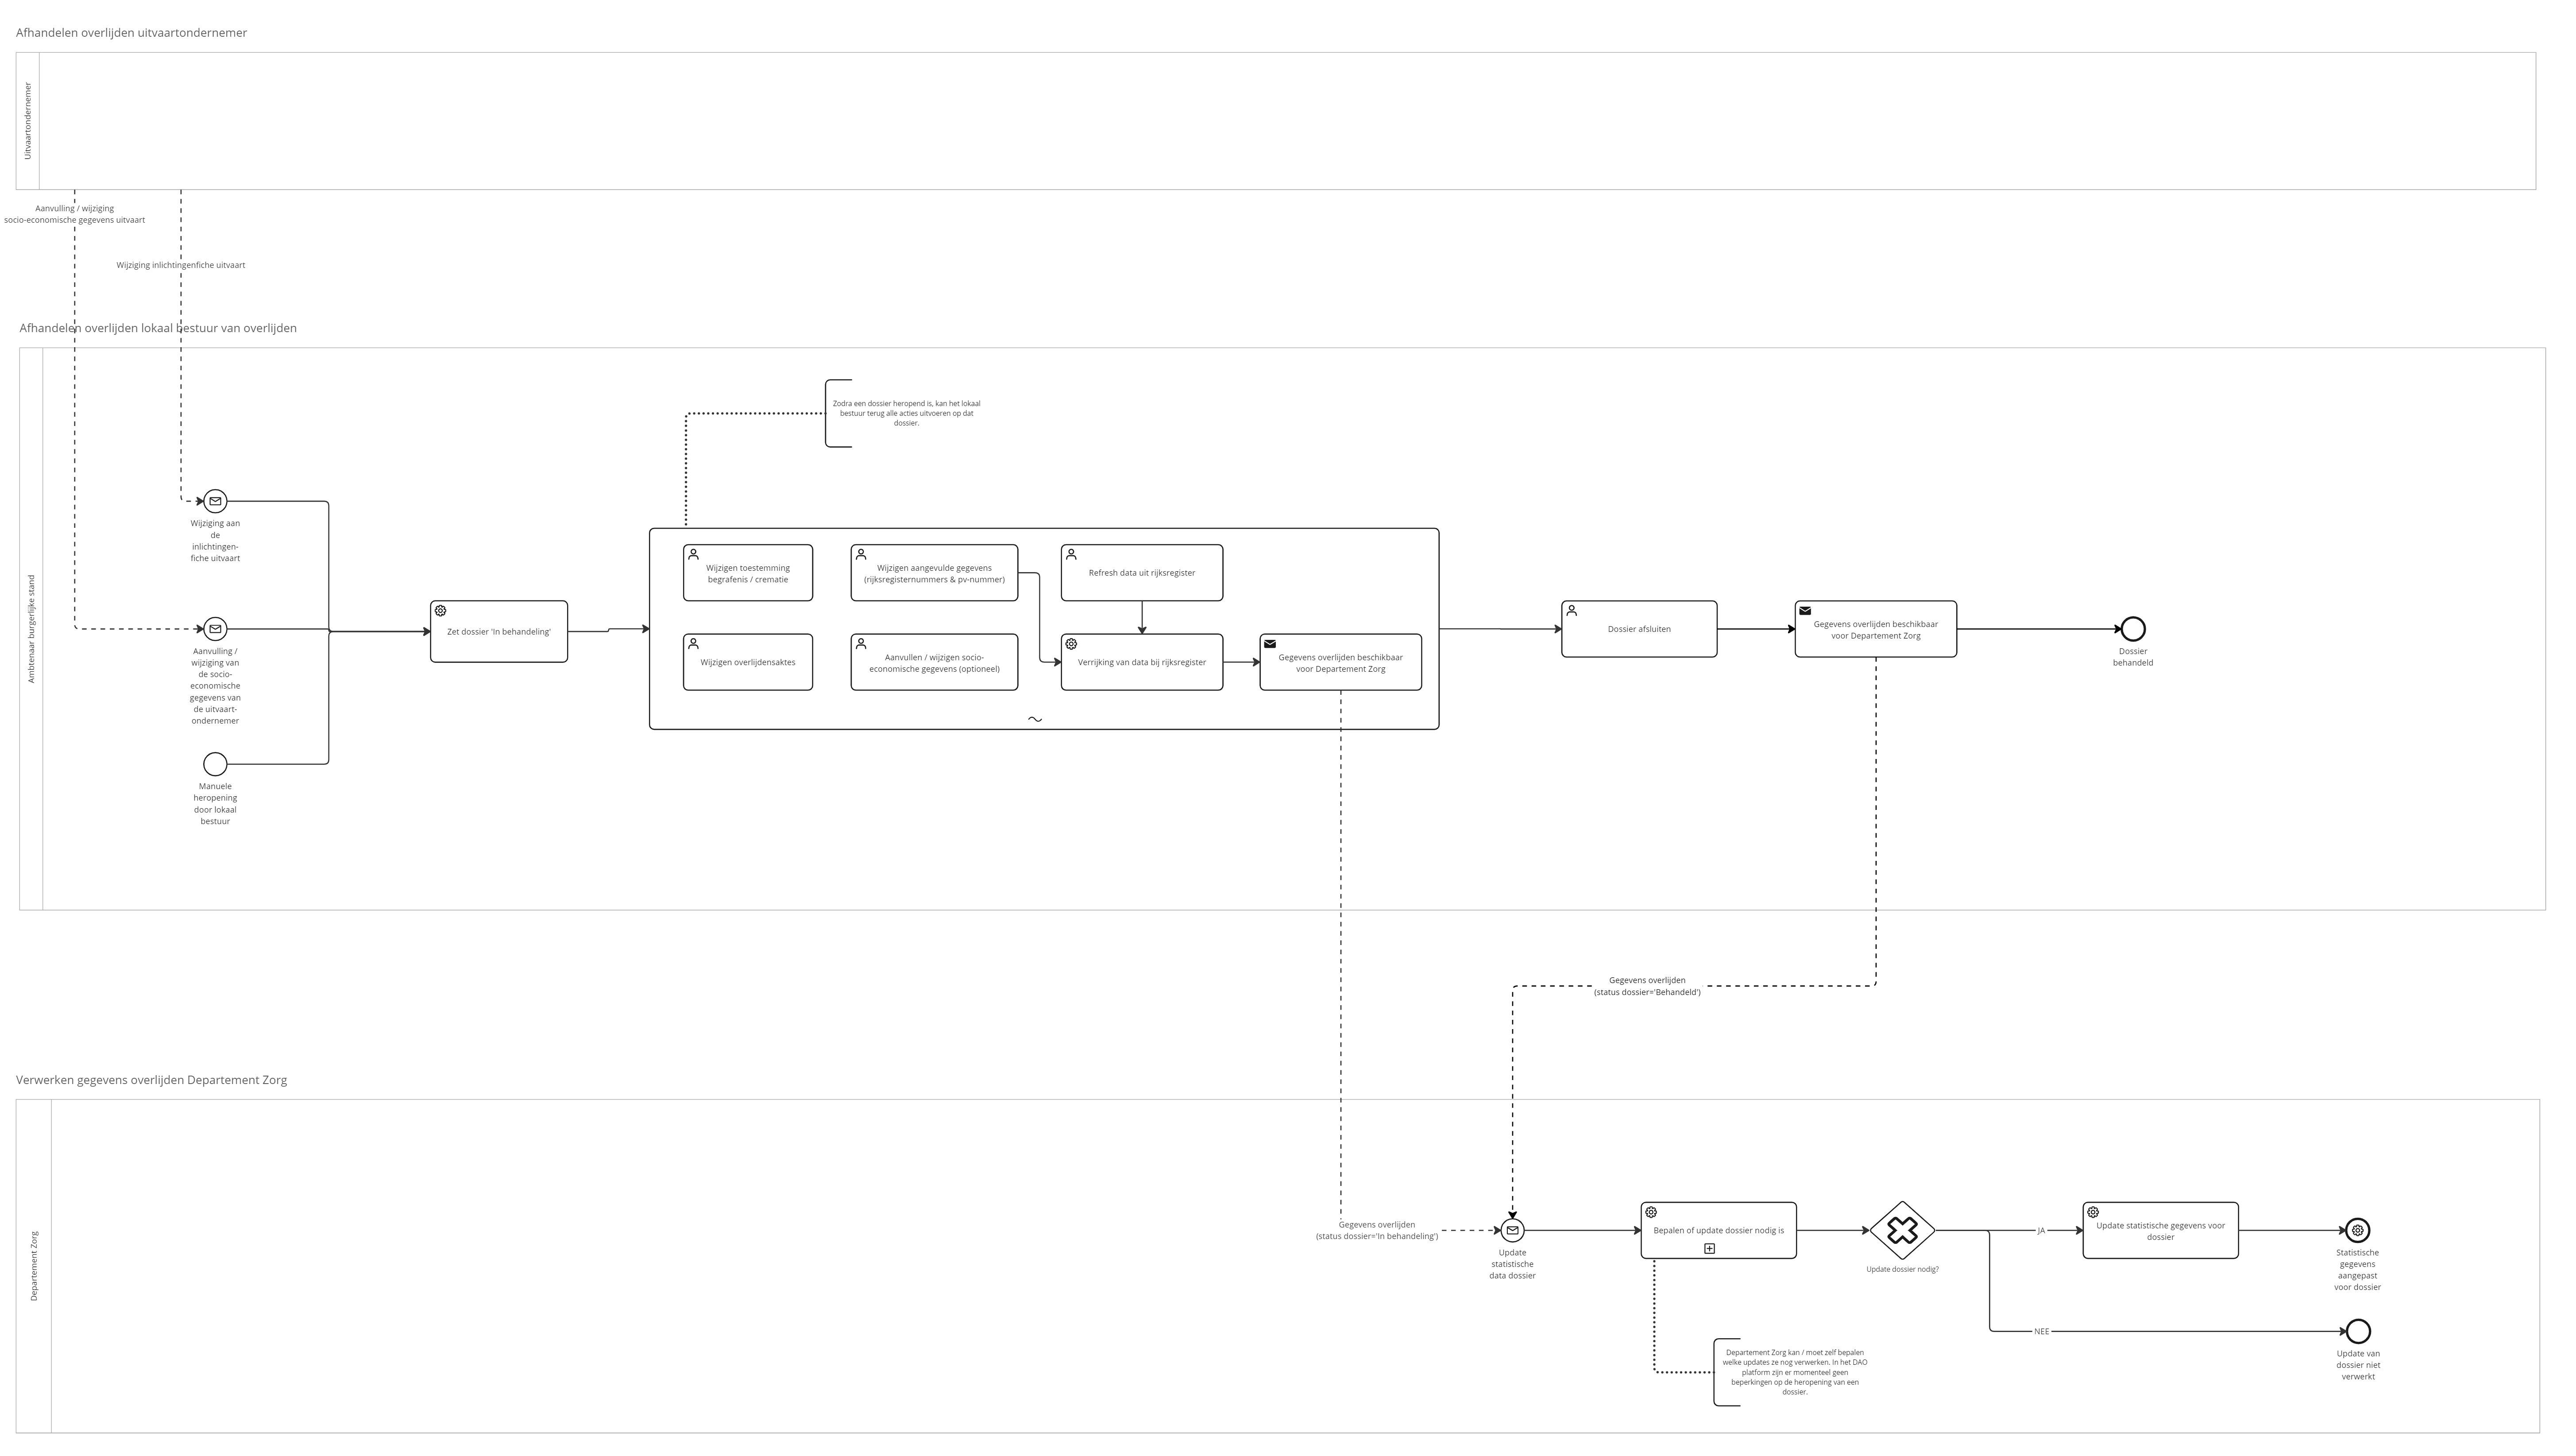 Afhandelen overlijden uitvaartondernemer
Uitvaartondernemer
Aanvulling / wijziging
socio-economische gegevens uitvaart
Wijziging inlichtingenfiche uitvaart
Afhandelen overlijden lokaal bestuur van overlijden
Ambtenaar burgerlijke stand
Zodra een dossier heropend is, kan het lokaal
bestuur terug alle acties uitvoeren op dat
dossier.
Wijziging aan
de
inlichtingen-
fiche uitvaart
Aanvulling /
wijziging van
de socio-
economische
gegevens van
de uitvaart-
ondernemer
Manuele
heropening
door lokaal
bestuur
Zet dossier 'In behandeling'
Wijzigen toestemming
begrafenis / crematie
Wijzigen aangevulde gegevens
(rijksregisternummers & pv-nummer)
Refresh data uit rijksregister
Wijzigen overlijdensaktes
Aanvullen / wijzigen socio-
economische gegevens (optioneel)
Verrijking van data bij rijksregister
Gegevens overlijden beschikbaar
voor Departement Zorg
Dossier afsluiten
Gegevens overlijden beschikbaar
voor Departement Zorg
Dossier
behandeld
Gegevens overlijden
(status dossier='Behandeld')
Verwerken gegevens overlijden Departement Zorg
Departement Zorg
Gegevens overlijden
(status dossier='In behandeling')
Update
statistische
data dossier
Bepalen of update dossier nodig is
Update dossier nodig?
JA
Update statistische gegevens voor
dossier
Statistische
gegevens
aangepast
voor dossier
NEE
Update van
dossier niet
verwerkt
Departement Zorg kan / moet zelf bepalen
welke updates ze nog verwerken. In het DAO
platform zijn er momenteel geen
beperkingen op de heropening van een
dossier.